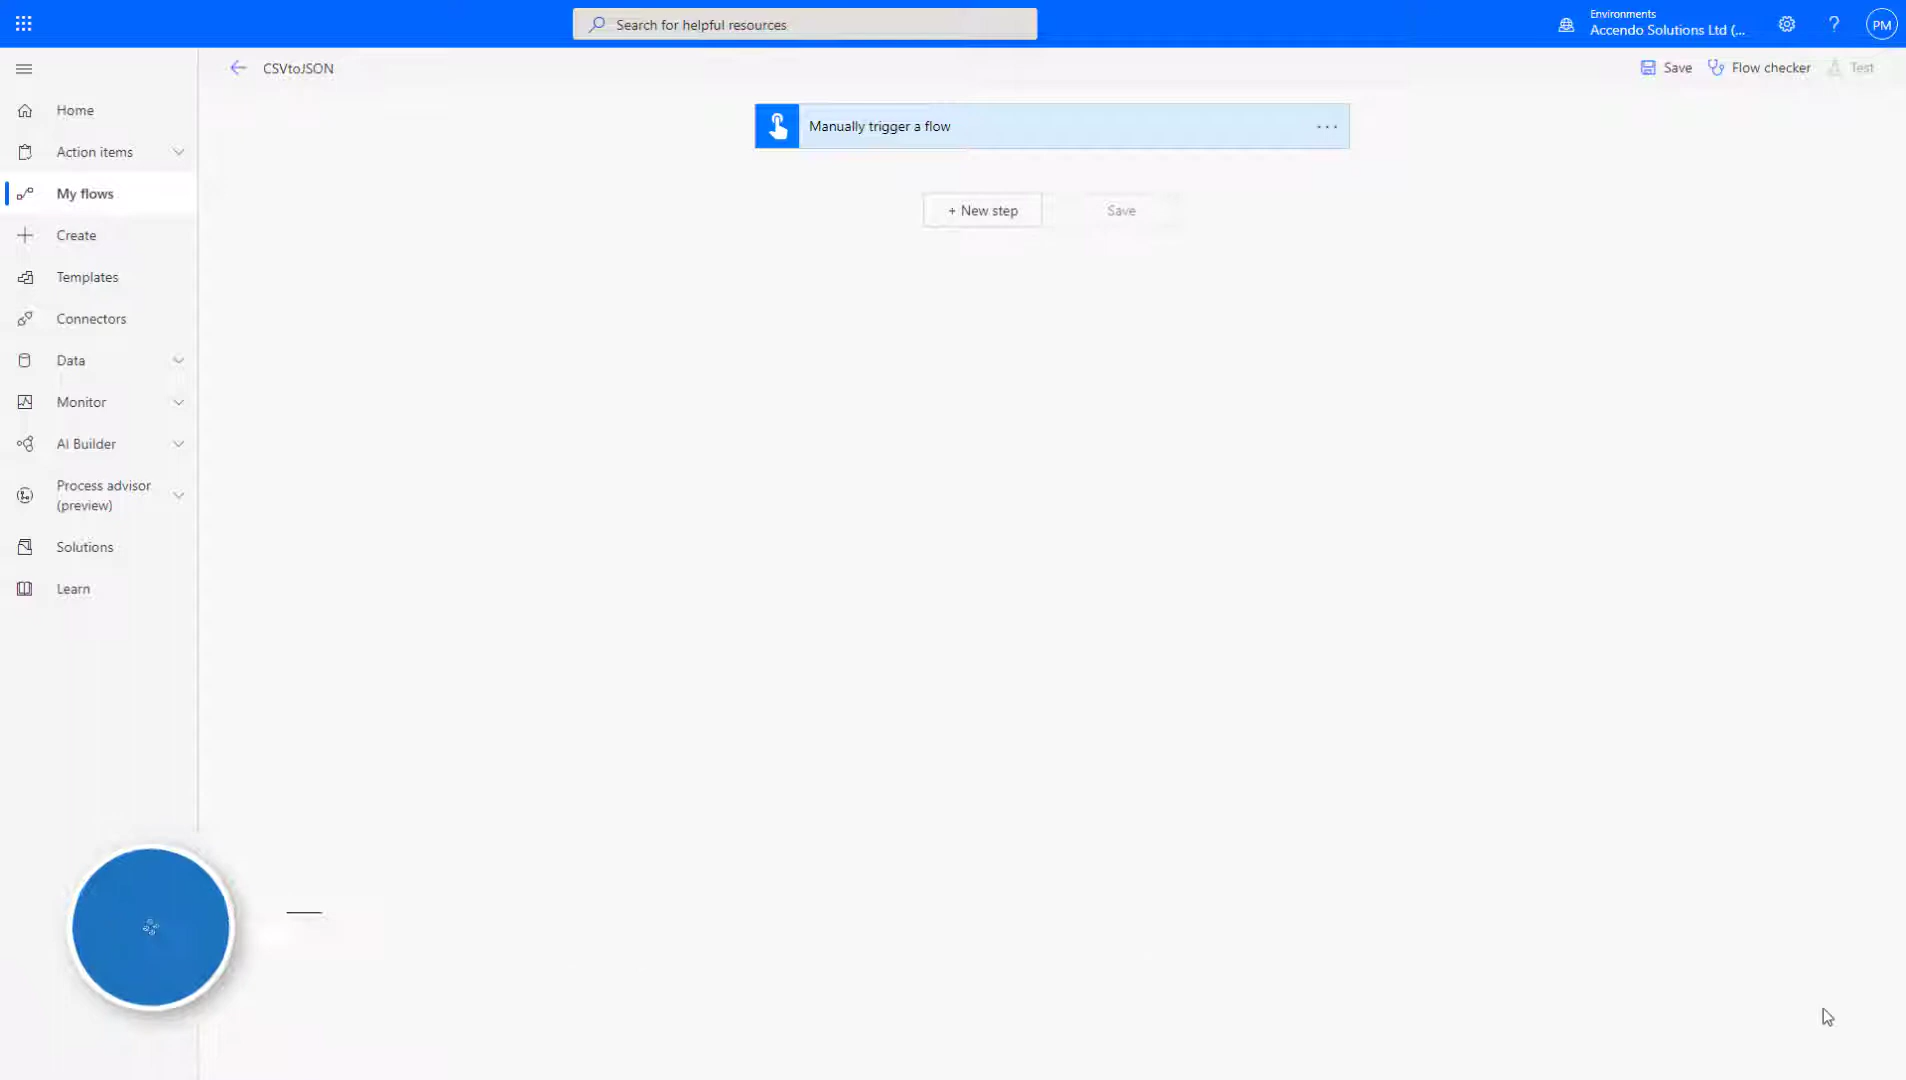 Search for helpful resources
Environments
Accendo Solutions Ltd (...
?
PM
CSVtoJSON
Save
Flow checker
Test
Home
Action items
My flows
Create
Templates
Connectors
Data
Monitor
AI Builder
Process advisor
(preview)
Solutions
Learn
Manually trigger a flow
...
+ New step
Save